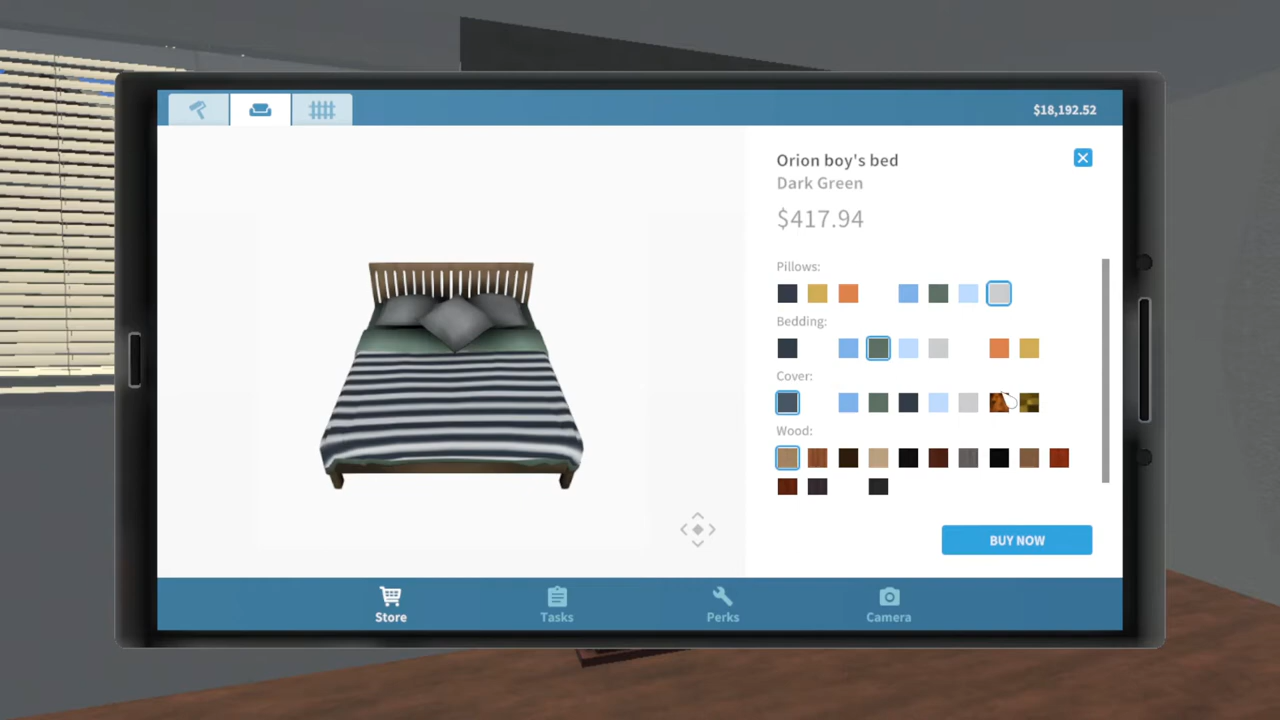 $18,192.52
Orion boy's bed
Dark Green
$417.94
Pillows:
Bedding:
Cover:
Wood:
BUY NOW
Store
Tasks
Perks
Camera